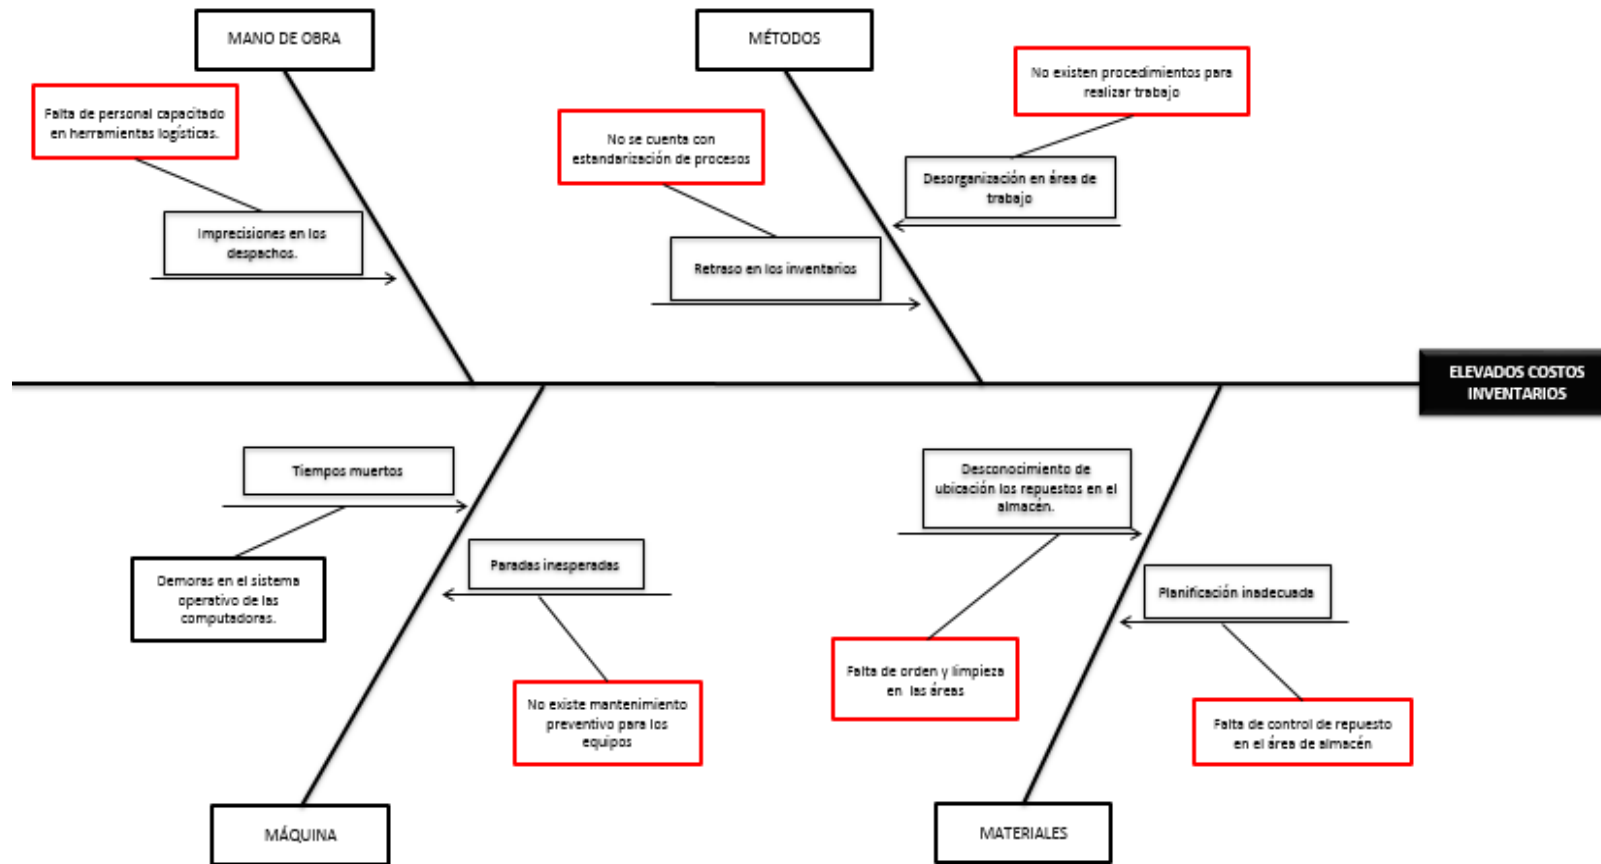 MANO DE OBRA
MÉTODOS
No existen procedimientos para
realizar trabajo
Falta de personal capacitado
en herramientas logísticas.
No se cuenta con
estandarización de procesos
Desorganización en área de
trabajo
Imprecisiones en los
despachos.
Retraso en los inventarios
ELEVADOS COSTOS
INVENTARIOS
Tiempos muertos
Desconocimiento de
ubicación los repuestos en el
almacén.
Paradas inesperadas
Planificación inadecuada
Demoras en el sistema
operativo de las
computadoras.
Falta de orden y limpieza
en las áreas
No existe mantenimiento
preventivo para los
equipos
Falta de control de repuesto
en el área de almacén
MÁQUINA
MATERIALES